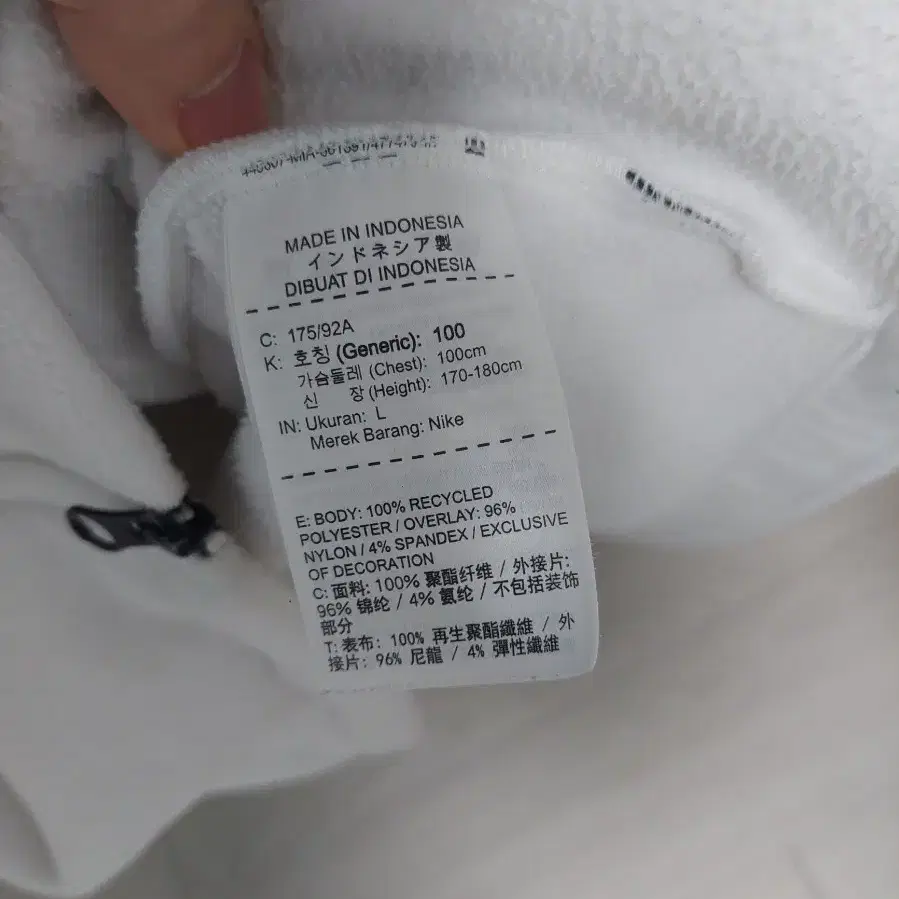 MADE IN INDONESIA
インドネシア製
DIBUAT DI INDONESIA
C: 175/92A
K: 호칭 (Generic): 100
가슴둘레 (Chest): 100cm
신 장 (Height): 170-180cm
IN: Ukuran: L
Merek Barang: Nike
E: BODY: 100% RECYCLED
POLYESTER / OVERLAY: 96%
NYLON / 4% SPANDEX / EXCLUSIVE
OF DECORATION
C: 面料: 100% 聚酯纤维 / 外接片:
96% 锦纶 / 4% 氨纶 / 不包括装饰
部分
T: 表布: 100% 再生聚酯纖維 / 外
接片: 96% 尼龍 / 4% 彈性纖維